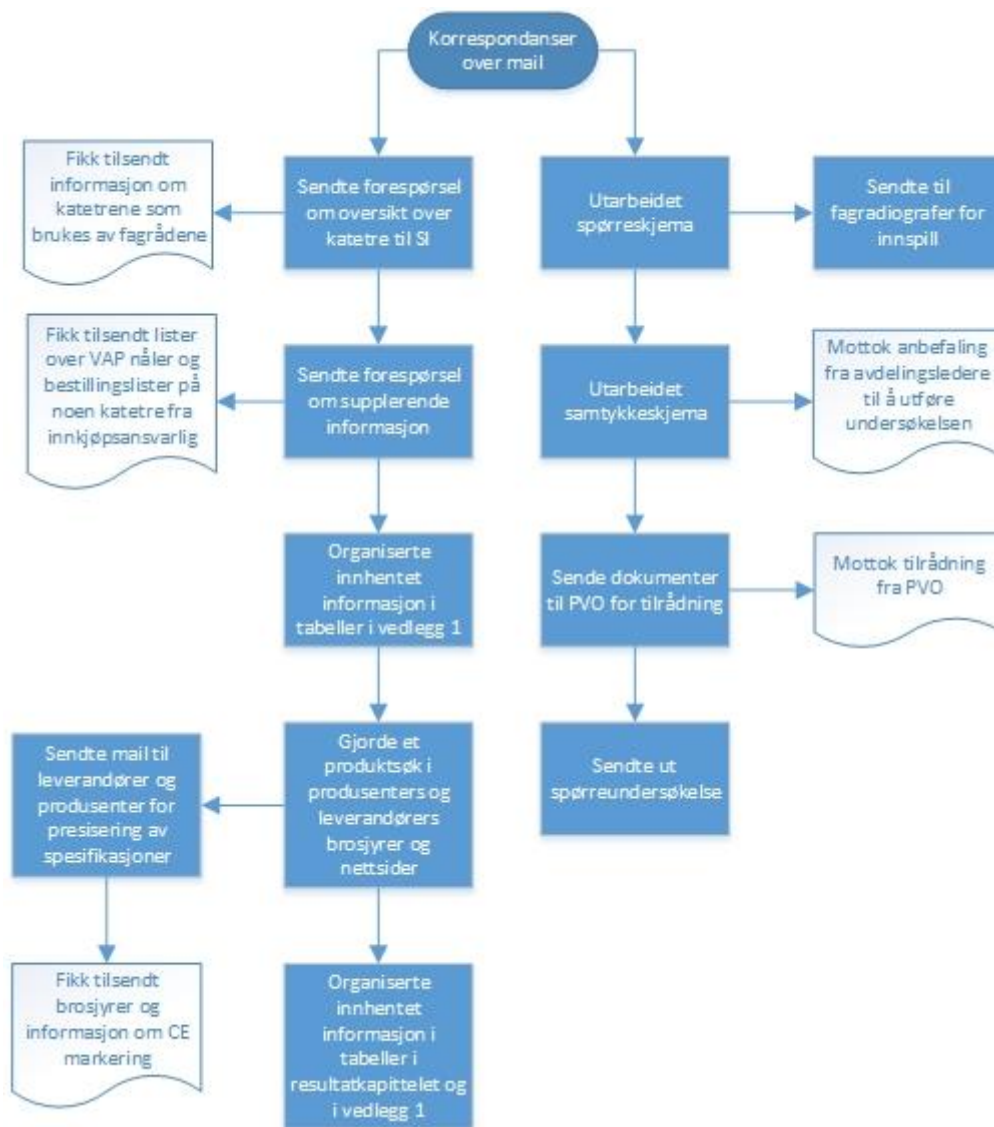 Korrespondanser
over mail
Fikk tilsendt
informasjon om
katetrene som
brukes av fagrådene
Sendte forespørsel
om oversikt over
katetre til SI
Utarbeidet
spørreskjema
Sendte til
fagradiografer for
innspill
Fikk tilsendt lister
over VAP nåler og
bestillingslister på
noen katetre fra
innkjøpsansvarlig
Sendte forespørsel
om supplerende
informasjon
Utarbeidet
samtykkeskjema
Mottok anbefaling
fra avdelingsledere
til å utføre
undersøkelsen
Organiserte
innhentet
informasjon i
tabeller i vedlegg 1
Sende dokumenter
til PVO for tilrådning
Mottok tilrådning
fra PVO
Sendte mail til
leverandører og
produsenter for
presisering av
spesifikasjoner
Gjorde et
produktsøk i
produsenters og
leverandørers
brosjyrer og
nettsider
Sendte ut
spørreundersøkelse
Fikk tilsendt
brosjyrer og
informasjon om CE
markering
Organiserte
innhentet
informasjon i
tabeller i
resultatkapittelet og
i vedlegg 1